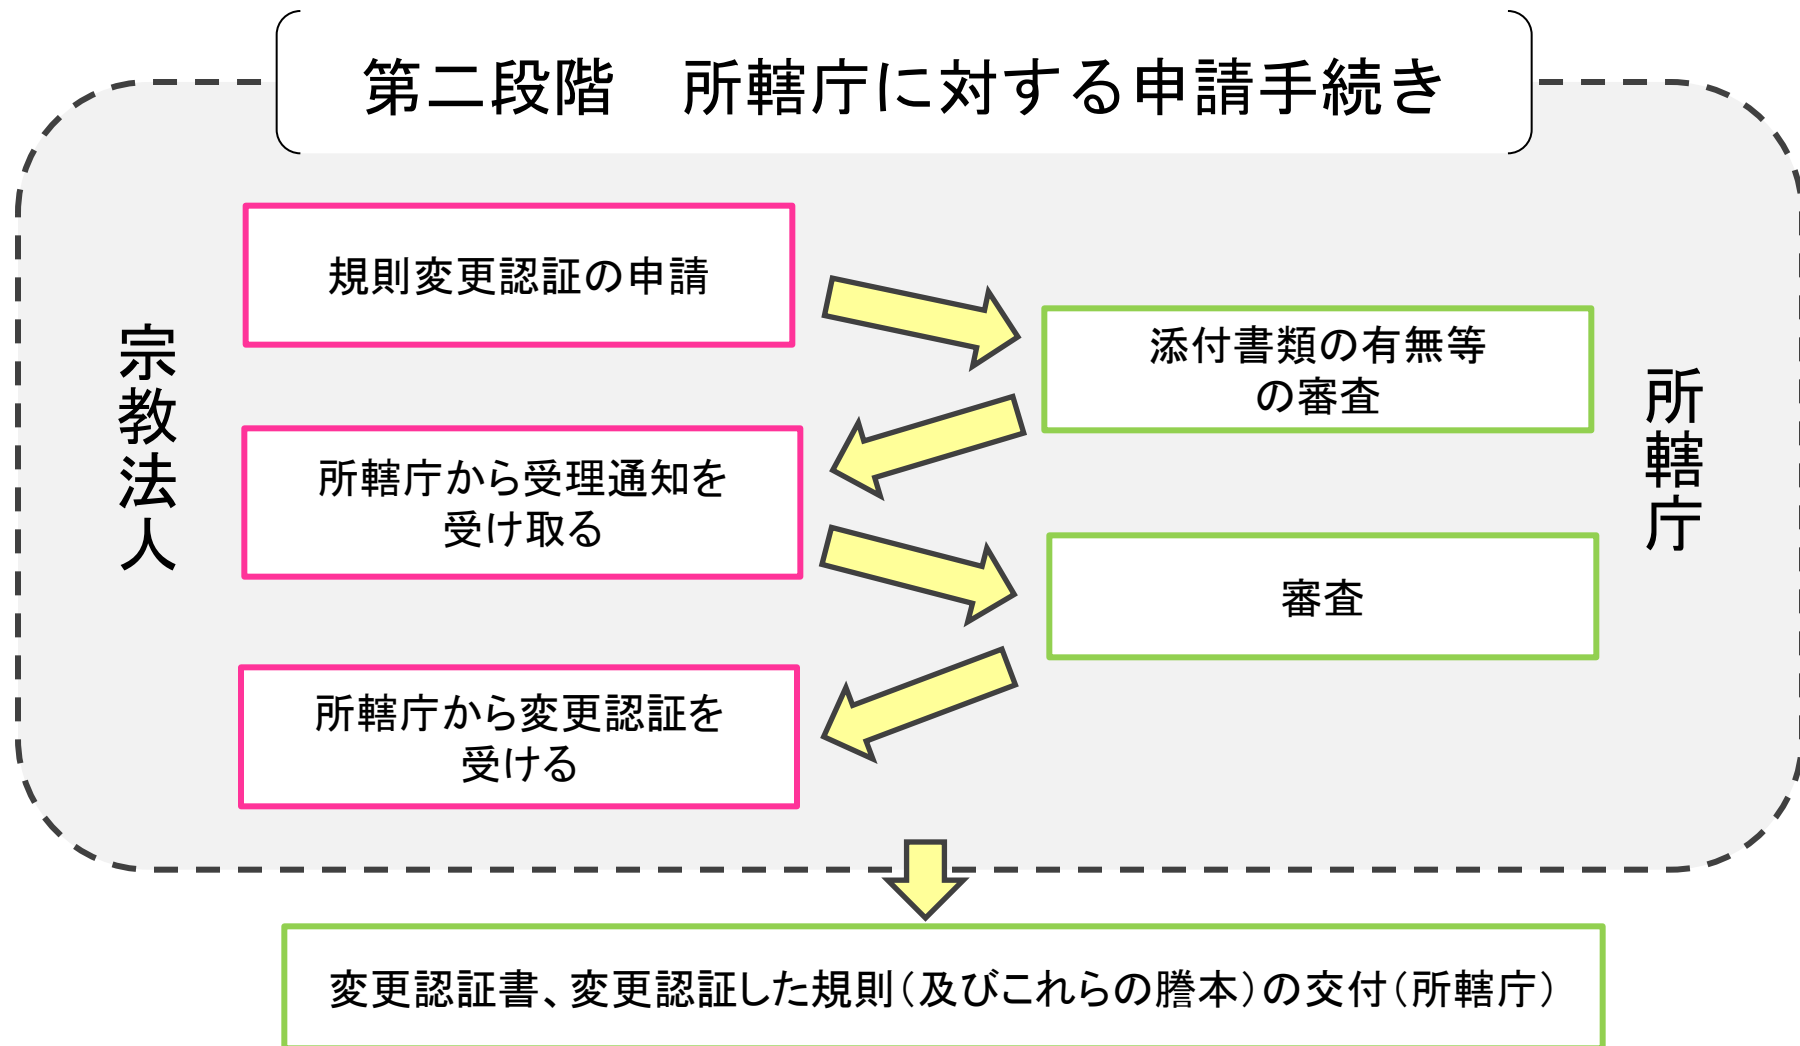 第二段階　所轄庁に対する申請手続き
宗教法人
規則変更認証の申請
添付書類の有無等
の審査
所轄庁
所轄庁から受理通知を
受け取る
審査
所轄庁から変更認証を
受ける
変更認証書、変更認証した規則（及びこれらの謄本）の交付（所轄庁）